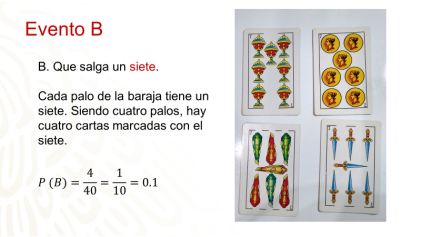 Evento B
B. Que salga un siete.
Cada palo de la baraja tiene un
siete. Siendo cuatro palos, hay
cuatro cartas marcadas con el
siete.
P (B) = 4/40 = 1/10 = 0.1